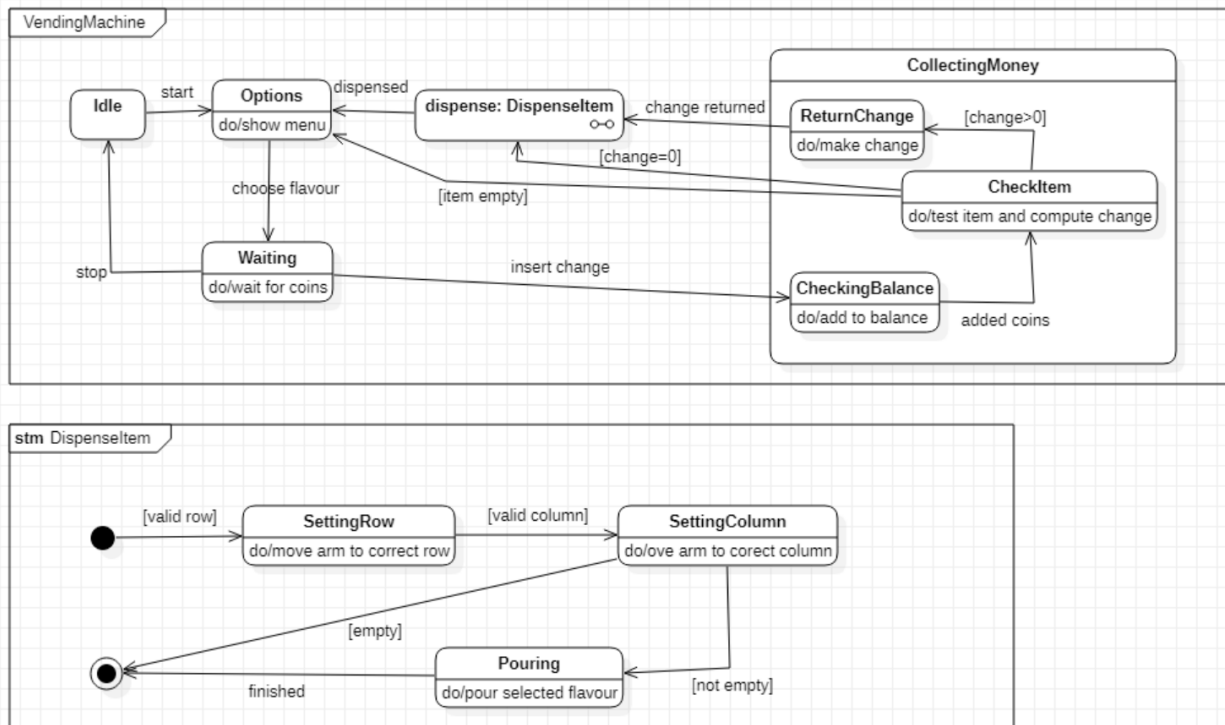 VendingMachine
CollectingMoney
Idle
start
Options
do/show menu
dispensed
dispense: DispenseItem
change returned
ReturnChange
do/make change
[change>0]
[change=0]
[item empty]
CheckItem
do/test item and compute change
choose flavour
Waiting
do/wait for coins
stop
insert change
CheckingBalance
do/add to balance
added coins
stm DispenseItem
[valid row]
SettingRow
do/move arm to correct row
[valid column]
SettingColumn
do/ove arm to corect column
[empty]
Pouring
do/pour selected flavour
[not empty]
finished